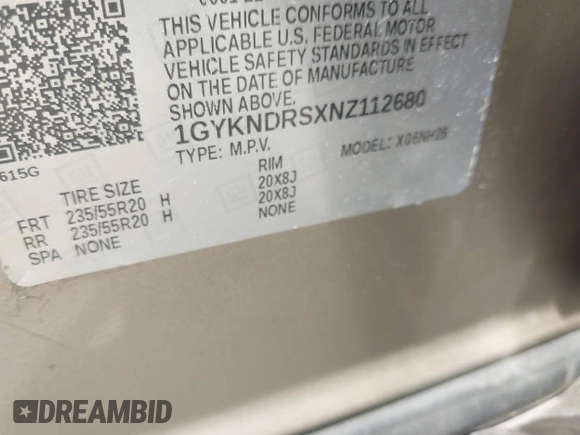 THIS VEHICLE CONFORMS TO ALL
APPLICABLE U.S. FEDERAL MOTOR
VEHICLE SAFETY STANDARDS IN EFFECT
ON THE DATE OF MANUFACTURE
SHOWN ABOVE.
1GYKNDRSXNZ112680
TYPE: M.P.V. MODEL: X06NH26
615G
TIRE SIZE RIM
FRT 235/55R20 H 20X8J
RR 235/55R20 H 20X8J
SPA NONE NONE
DREAMBID